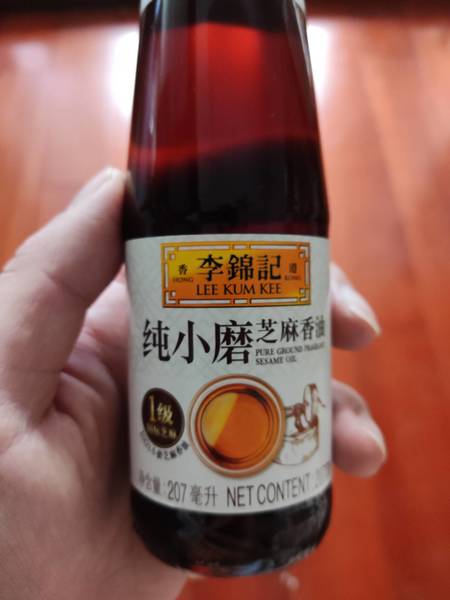 香 李錦記 港
HONG KONG
LEE KUM KEE
纯小磨芝麻香油
PURE GROUND
SESAME OIL
1级
净含量:207毫升 NET CONTENT: